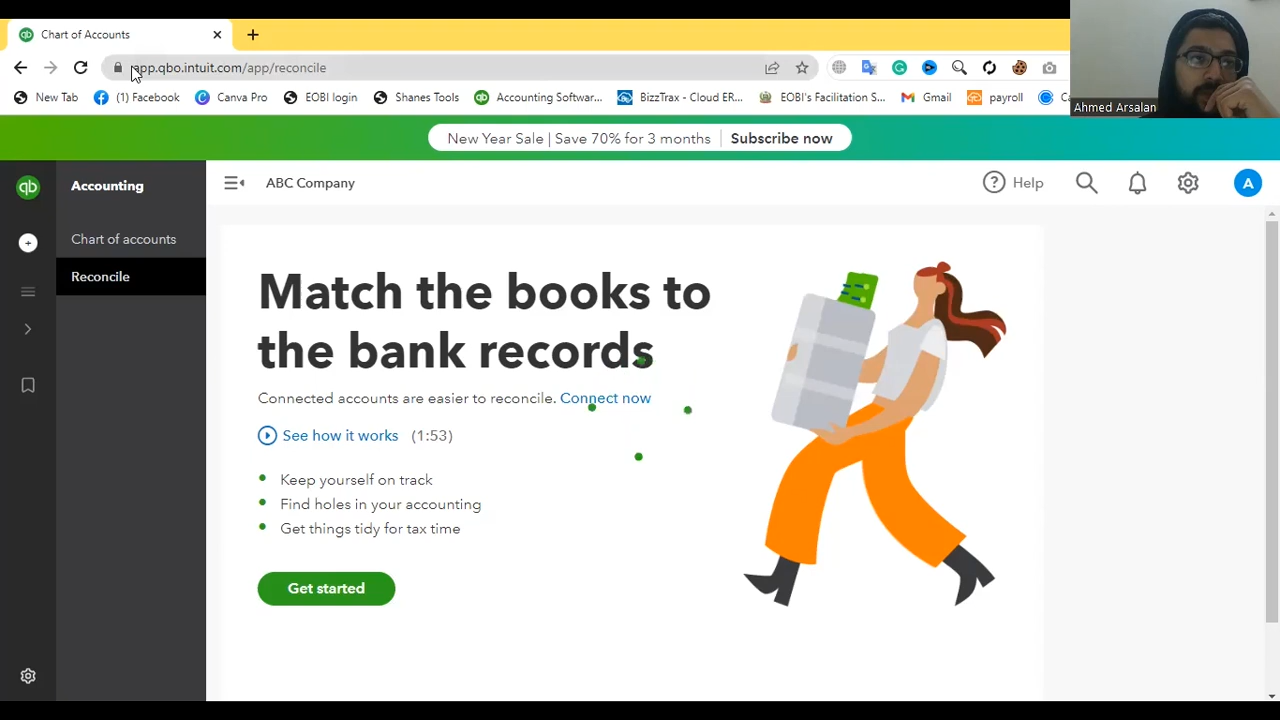 Chart of Accounts
app.qbo.intuit.com/app/reconcile
New Tab
(1) Facebook
Canva Pro
EOBI login
Shanes Tools
Accounting Softwar...
BizzTrax - Cloud ER...
EOBI's Facilitation S...
Gmail
payroll
Ahmed Arsalan
New Year Sale | Save 70% for 3 months
Subscribe now
qb
Accounting
ABC Company
Help
A
Chart of accounts
Reconcile
Match the books to
the bank records
Connected accounts are easier to reconcile. Connect now
See how it works (1:53)
Keep yourself on track
Find holes in your accounting
Get things tidy for tax time
Get started